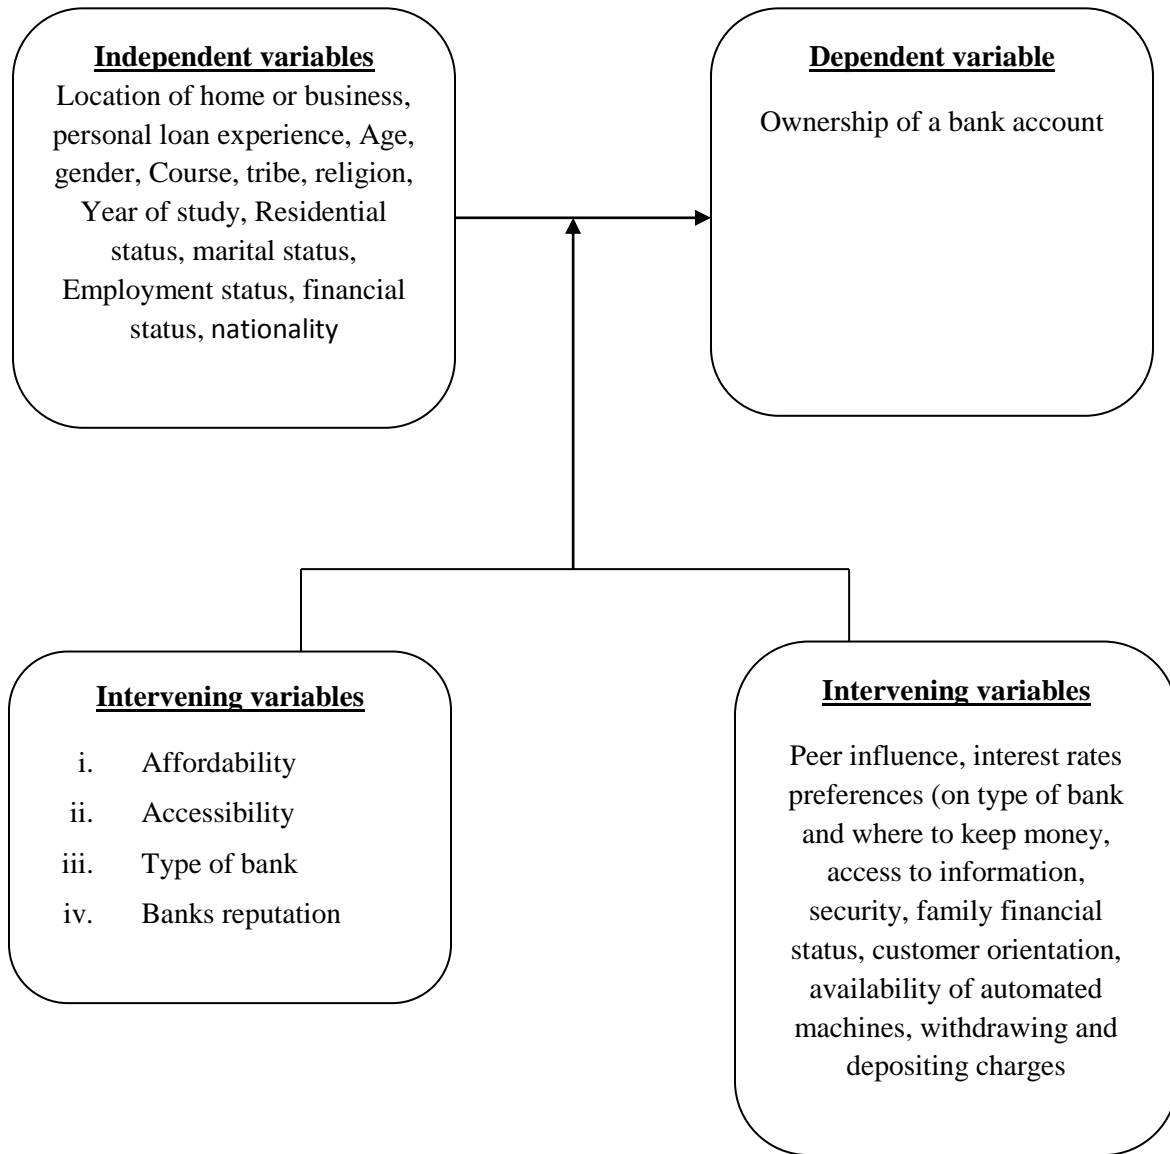 Independent variables
Location of home or business,
personal loan experience, Age,
gender, Course, tribe, religion,
Year of study, Residential
status, marital status,
Employment status, financial
status, nationality
Dependent variable
Ownership of a bank account
Intervening variables
i. Affordability
ii. Accessibility
iii. Type of bank
iv. Banks reputation
Intervening variables
Peer influence, interest rates
preferences (on type of bank
and where to keep money,
access to information,
security, family financial
status, customer orientation,
availability of automated
machines, withdrawing and
depositing charges